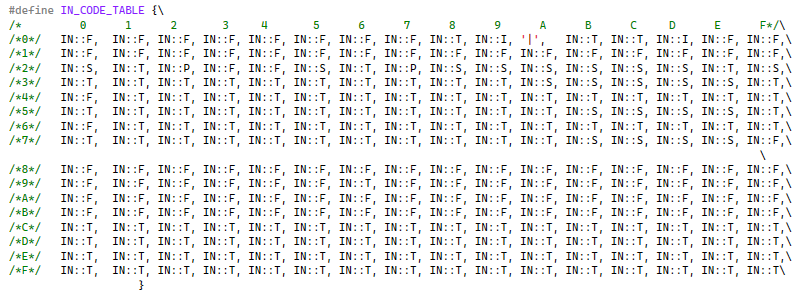 #define IN_CODE_TABLE {\
/*        0      1      2      3      4      5      6      7      8      9      A      B      C      D      E      F*/\
/*0*/   IN::F,  IN::F, IN::F, IN::F, IN::F, IN::F, IN::F, IN::F, IN::T, IN::I, '|',   IN::T, IN::T, IN::I, IN::F, IN::F,\
/*1*/   IN::F,  IN::F, IN::F, IN::F, IN::F, IN::F, IN::F, IN::F, IN::F, IN::F, IN::F, IN::F, IN::F, IN::F, IN::F, IN::F,\
/*2*/   IN::S,  IN::T, IN::P, IN::F, IN::F, IN::S, IN::T, IN::P, IN::S, IN::S, IN::S, IN::S, IN::S, IN::S, IN::T, IN::S,\
/*3*/   IN::T,  IN::T, IN::T, IN::T, IN::T, IN::T, IN::T, IN::T, IN::T, IN::T, IN::S, IN::S, IN::S, IN::S, IN::S, IN::T,\
/*4*/   IN::F,  IN::T, IN::T, IN::T, IN::T, IN::T, IN::T, IN::T, IN::T, IN::T, IN::T, IN::T, IN::T, IN::T, IN::T, IN::T,\
/*5*/   IN::T,  IN::T, IN::T, IN::T, IN::T, IN::T, IN::T, IN::T, IN::T, IN::T, IN::T, IN::S, IN::S, IN::S, IN::S, IN::T,\
/*6*/   IN::F,  IN::T, IN::T, IN::T, IN::T, IN::T, IN::T, IN::T, IN::T, IN::T, IN::T, IN::T, IN::T, IN::T, IN::T, IN::T,\
/*7*/   IN::T,  IN::T, IN::T, IN::T, IN::T, IN::T, IN::T, IN::T, IN::T, IN::T, IN::T, IN::S, IN::S, IN::S, IN::S, IN::F,\
\
/*8*/   IN::F,  IN::F, IN::F, IN::F, IN::F, IN::F, IN::F, IN::F, IN::F, IN::F, IN::F, IN::F, IN::F, IN::F, IN::F, IN::F,\
/*9*/   IN::F,  IN::F, IN::F, IN::F, IN::F, IN::F, IN::T, IN::F, IN::F, IN::F, IN::F, IN::F, IN::F, IN::F, IN::F, IN::F,\
/*A*/   IN::F,  IN::F, IN::F, IN::F, IN::F, IN::F, IN::F, IN::F, IN::F, IN::F, IN::F, IN::F, IN::F, IN::F, IN::F, IN::F,\
/*B*/   IN::F,  IN::F, IN::F, IN::F, IN::F, IN::F, IN::F, IN::F, IN::F, IN::F, IN::F, IN::F, IN::F, IN::F, IN::F, IN::F,\
/*C*/   IN::T,  IN::T, IN::T, IN::T, IN::T, IN::T, IN::T, IN::T, IN::T, IN::T, IN::T, IN::T, IN::T, IN::T, IN::T, IN::T,\
/*D*/   IN::T,  IN::T, IN::T, IN::T, IN::T, IN::T, IN::T, IN::T, IN::T, IN::T, IN::T, IN::T, IN::T, IN::T, IN::T, IN::T,\
/*E*/   IN::T,  IN::T, IN::T, IN::T, IN::T, IN::T, IN::T, IN::T, IN::T, IN::T, IN::T, IN::T, IN::T, IN::T, IN::T, IN::T,\
/*F*/   IN::T,  IN::T, IN::T, IN::T, IN::T, IN::T, IN::T, IN::T, IN::T, IN::T, IN::T, IN::T, IN::T, IN::T, IN::T, IN::T\
}